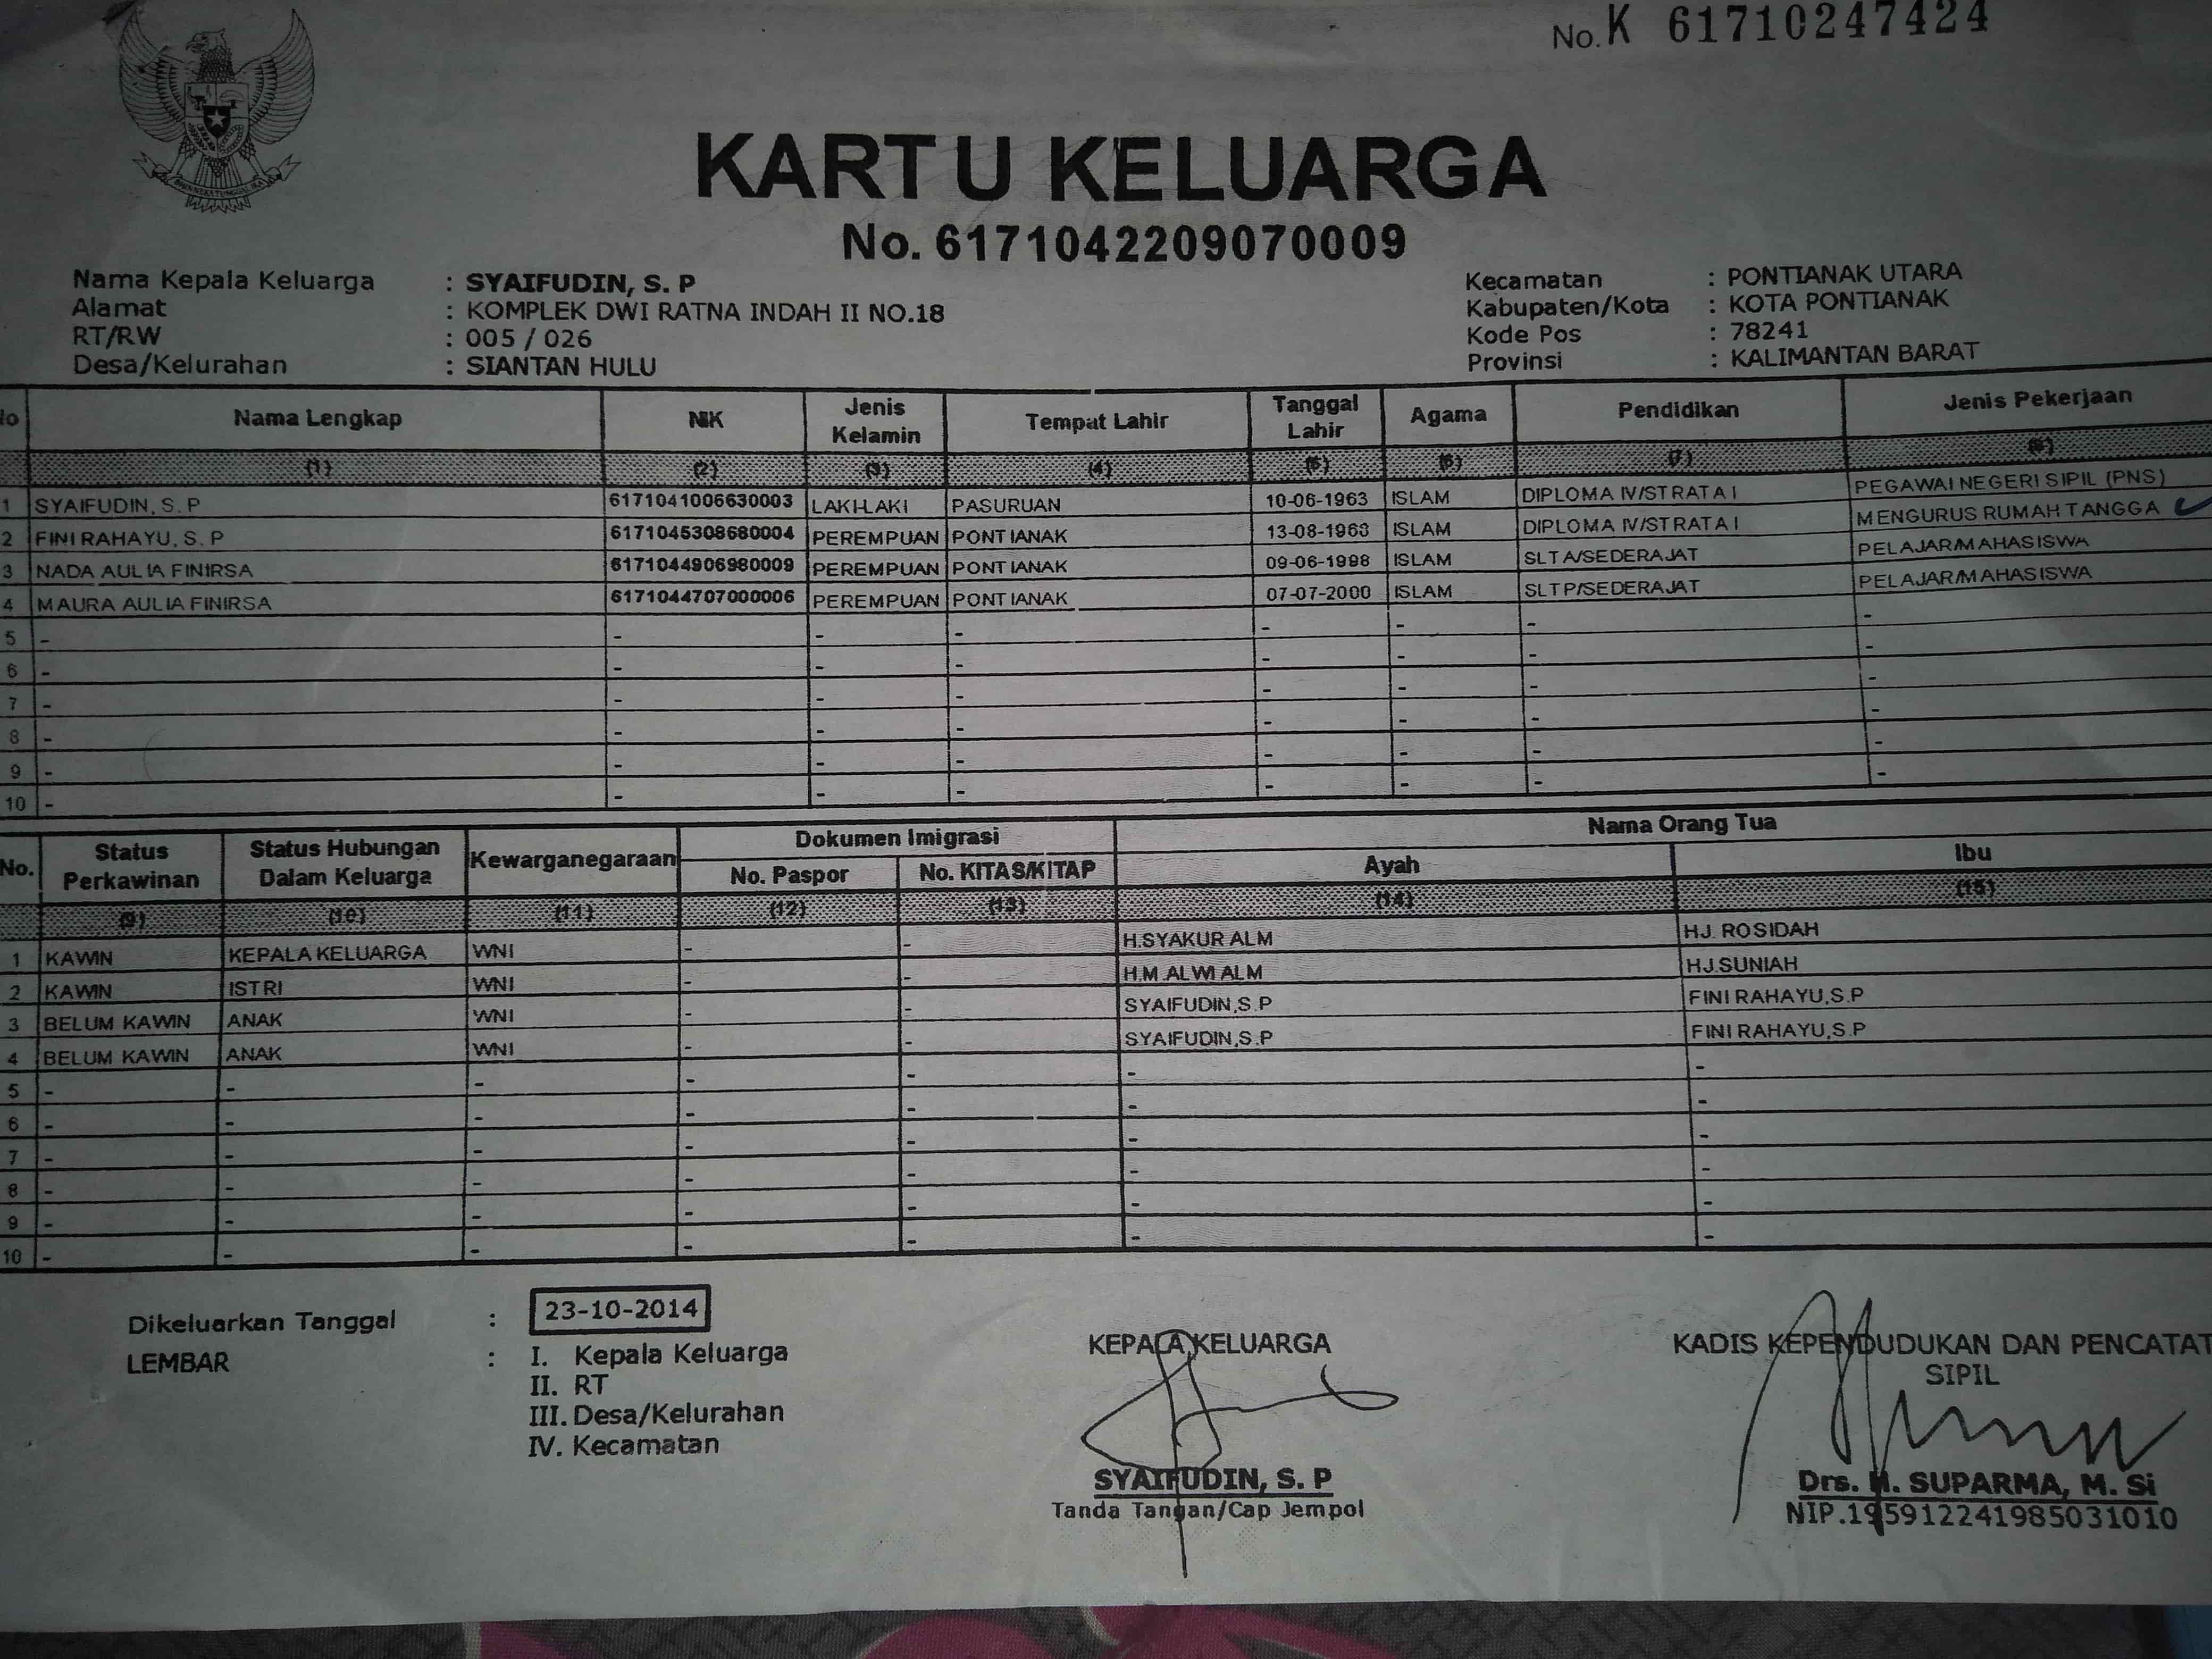 No. K 61710247424
KARTU KELUARGA
No. 6171042209070009
Nama Kepala Keluarga : SYAIFUDIN, S. P
Alamat : KOMPLEK DWI RATNA INDAH II NO.18
RT/RW : 005 / 026
Desa/Kelurahan : SIANTAN HULU
Kecamatan : PONTIANAK UTARA
Kabupaten/Kota : KOTA PONTIANAK
Kode Pos : 78241
Provinsi : KALIMANTAN BARAT
No Nama Lengkap NIK Jenis Kelamin Tempat Lahir Tanggal Lahir Agama Pendidikan Jenis Pekerjaan
(1) (2) (3) (4) (5) (6) (7) (8)
1 SYAIFUDIN, S. P 6171041006630003 LAKI-LAKI PASURUAN 10-06-1963 ISLAM DIPLOMA IV/STRATA I PEGAWAI NEGERI SIPIL (PNS)
2 FINI RAHAYU, S. P 6171045308680004 PEREMPUAN PONTIANAK 13-08-1968 ISLAM DIPLOMA IV/STRATA I MENGURUS RUMAH TANGGA
3 NADA AULIA FINIRSA 6171044906980009 PEREMPUAN PONTIANAK 09-06-1998 ISLAM SLTA/SEDERAJAT PELAJAR/MAHASISWA
4 MAURA AULIA FINIRSA 6171044707000006 PEREMPUAN PONTIANAK 07-07-2000 ISLAM SLTP/SEDERAJAT PELAJAR/MAHASISWA
5 - - - - - - - -
6 - - - - - - - -
7 - - - - - - - -
8 - - - - - - - -
9 - - - - - - - -
10 - - - - - - - -
No. Status Perkawinan Status Hubungan Dalam Keluarga Kewarganegaraan Dokumen Imigrasi Nama Orang Tua
No. Paspor No. KITAS/KITAP Ayah Ibu
(9) (10) (11) (12) (13) (14) (15)
1 KAWIN KEPALA KELUARGA WNI - - H.SYAKUR ALM HJ. ROSIDAH
2 KAWIN ISTRI WNI - - H.M ALWI ALM HJ.SUNIAH
3 BELUM KAWIN ANAK WNI - - SYAIFUDIN,S.P FINI RAHAYU,S.P
4 BELUM KAWIN ANAK WNI - - SYAIFUDIN,S.P FINI RAHAYU,S.P
5 - - - - - - -
6 - - - - - - -
7 - - - - - - -
8 - - - - - - -
9 - - - - - - -
10 - - - - - - -
Dikeluarkan Tanggal : 23-10-2014
LEMBAR : I. Kepala Keluarga
II. RT
III. Desa/Kelurahan
IV. Kecamatan
KEPALA KELUARGA
SYAIFUDIN, S. P
Tanda Tangan/Cap Jempol
KADIS KEPENDUDUKAN DAN PENCATAT
SIPIL
Drs. H. SUPARMA, M. Si
NIP.195912241985031010